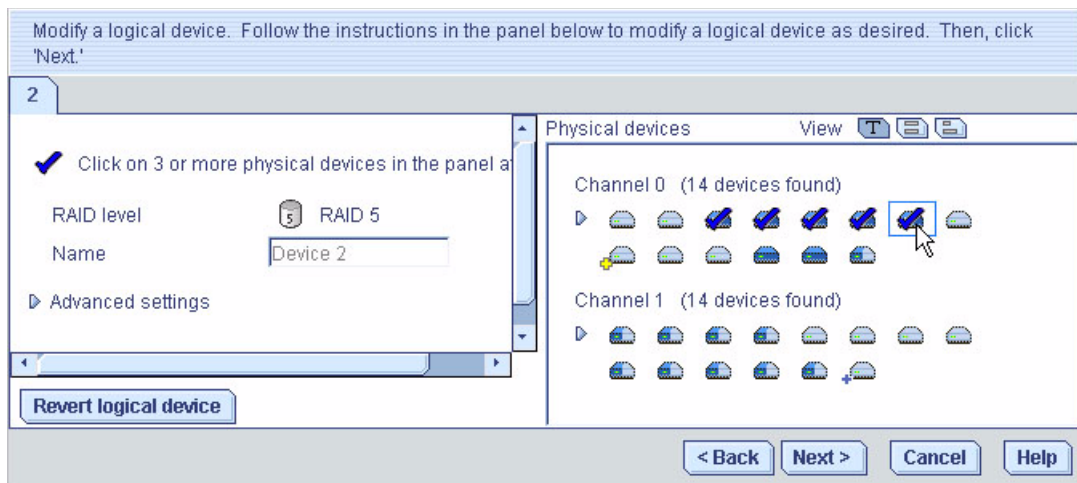 Modify a logical device. Follow the instructions in the panel below to modify a logical device as desired. Then, click
'Next.'
2
Click on 3 or more physical devices in the panel a
RAID level
5
RAID 5
Name
Device 2
Advanced settings
Revert logical device
Physical devices
View
T
Channel 0 (14 devices found)
Channel 1 (14 devices found)
< Back
Next >
Cancel
Help